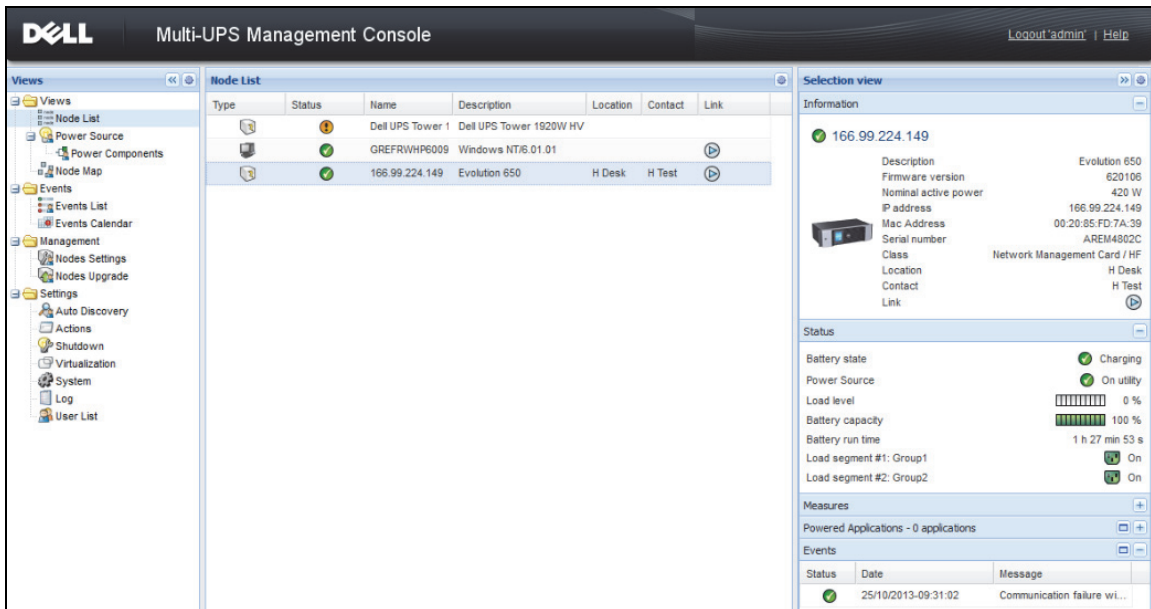 DELL Multi-UPS Management Console Logout 'admin' | Help
Views
Views
Node List
Power Source
Power Components
Node Map
Events
Events List
Events Calendar
Management
Nodes Settings
Nodes Upgrade
Settings
Auto Discovery
Actions
Shutdown
Virtualization
System
Log
User List
Node List
Type Status Name Description Location Contact Link
Dell UPS Tower 1 Dell UPS Tower 1920W HV
GREFRWHP6009 Windows NT/6.01.01
166.99.224.149 Evolution 650 H Desk H Test
Selection view
Information
166.99.224.149
Description Evolution 650
Firmware version 620106
Nominal active power 420 W
IP address 166.99.224.149
Mac Address 00:20:85:FD:7A:39
Serial number AREM4802C
Class Network Management Card / HF
Location H Desk
Contact H Test
Link
Status
Battery state Charging
Power Source On utility
Load level 0 %
Battery capacity 100 %
Battery run time 1 h 27 min 53 s
Load segment #1: Group1 On
Load segment #2: Group2 On
Measures
Powered Applications - 0 applications
Events
Status Date Message
25/10/2013-09:31:02 Communication failure wi...